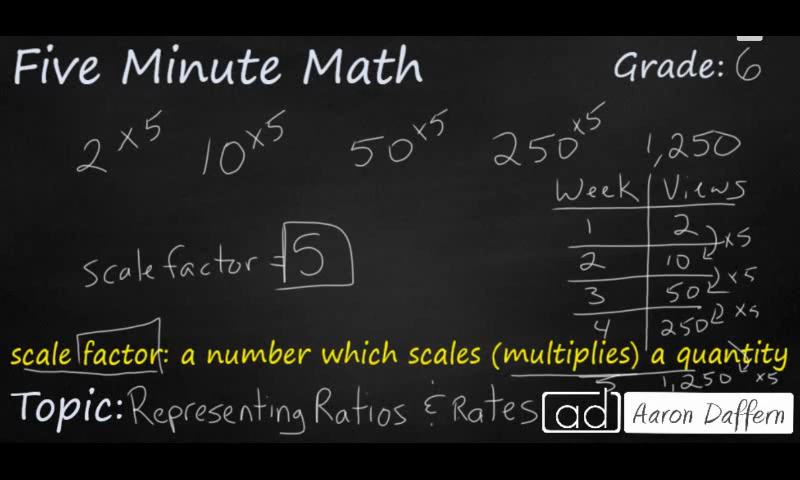 Five Minute Math
Grade: 6
2 ×5 10 ×5 50 ×5 250 ×5 1,250
Week Views
1 2
×5
2 10
×5
3 50
×5
4 250
scale factor = 5
scale factor: a number which scales (multiplies) a quantity
5 1,250 ×5
Topic: Representing Ratios & Rates
ad Aaron Daffern